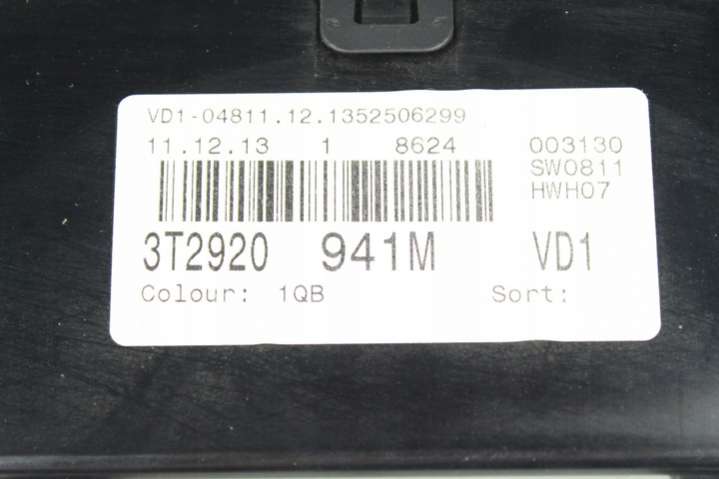 VD1-04811.12.1352506299
11.12.13 1 8624 003130
SW0811
HWH07
3T2920 941M VD1
Colour: 1QB Sort: